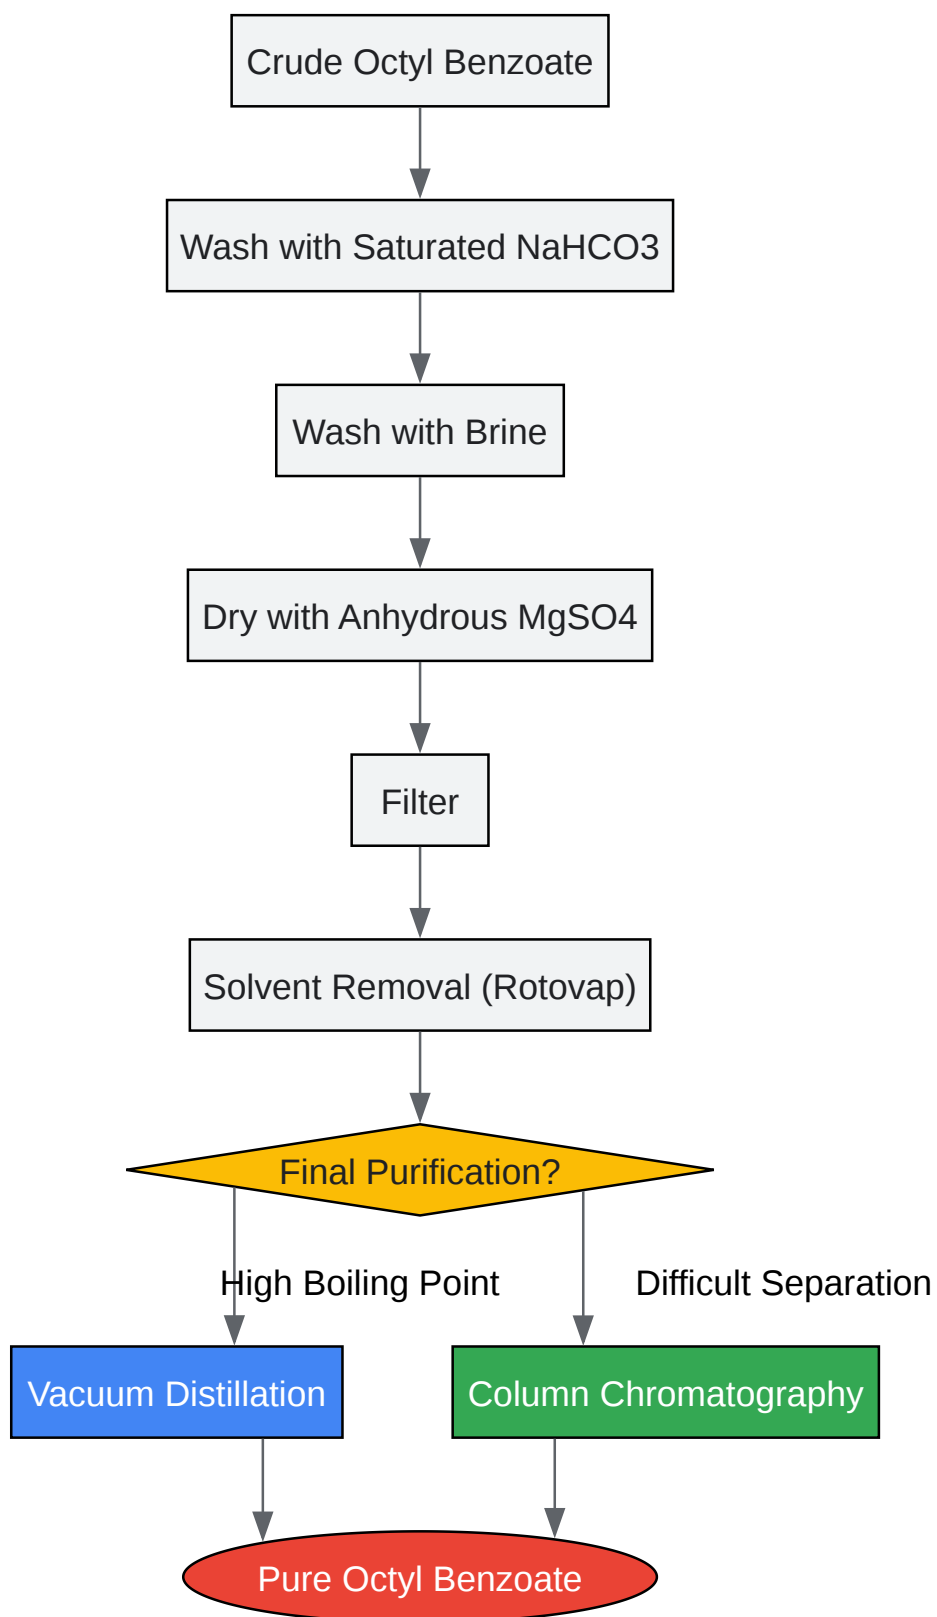 Crude Octyl Benzoate
Wash with Saturated NaHCO3
Wash with Brine
Dry with Anhydrous MgSO4
Filter
Solvent Removal (Rotovap)
Final Purification?
High Boiling Point
Difficult Separation
Vacuum Distillation
Column Chromatography
Pure Octyl Benzoate